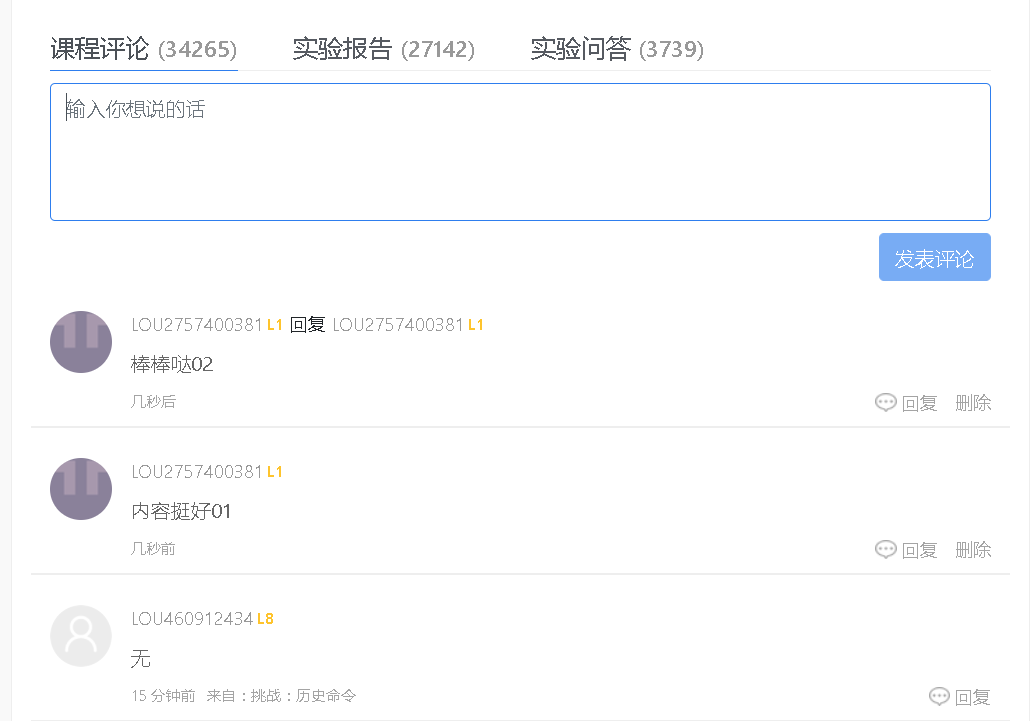 课程评论 (34265) 实验报告 (27142) 实验问答 (3739)
输入你想说的话
发表评论
LOU2757400381 L1 回复 LOU2757400381 L1
棒棒哒02
几秒后 回复 删除
LOU2757400381 L1
内容挺好01
几秒前 回复 删除
LOU460912434 L8
无
15 分钟前 来自：挑战：历史命令 回复